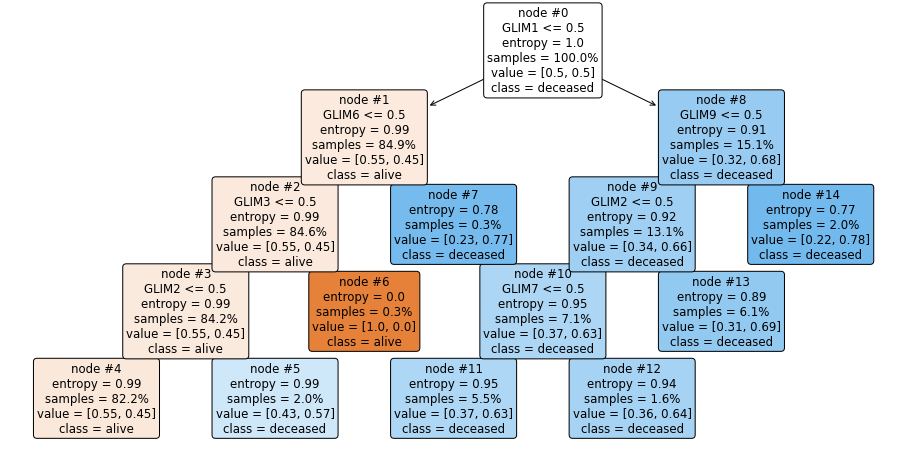 node #0
GLIM1 <= 0.5
entropy = 1.0
samples = 100.0%
value = [0.5, 0.5]
class = deceased
node #1
GLIM6 <= 0.5
entropy = 0.99
samples = 84.9%
value = [0.55, 0.45]
class = alive
node #8
GLIM9 <= 0.5
entropy = 0.91
samples = 15.1%
value = [0.32, 0.68]
class = deceased
node #2
GLIM3 <= 0.5
entropy = 0.99
samples = 84.6%
value = [0.55, 0.45]
class = alive
node #7
entropy = 0.78
samples = 0.3%
value = [0.23, 0.77]
class = deceased
node #9
GLIM2 <= 0.5
entropy = 0.92
samples = 13.1%
value = [0.34, 0.66]
class = deceased
node #14
entropy = 0.77
samples = 2.0%
value = [0.22, 0.78]
class = deceased
node #3
GLIM2 <= 0.5
entropy = 0.99
samples = 84.2%
value = [0.55, 0.45]
class = alive
node #6
entropy = 0.0
samples = 0.3%
value = [1.0, 0.0]
class = alive
node #10
GLIM7 <= 0.5
entropy = 0.95
samples = 7.1%
value = [0.37, 0.63]
class = deceased
node #13
entropy = 0.89
samples = 6.1%
value = [0.31, 0.69]
class = deceased
node #4
entropy = 0.99
samples = 82.2%
value = [0.55, 0.45]
class = alive
node #5
entropy = 0.99
samples = 2.0%
value = [0.43, 0.57]
class = deceased
node #11
entropy = 0.95
samples = 5.5%
value = [0.37, 0.63]
class = deceased
node #12
entropy = 0.94
samples = 1.6%
value = [0.36, 0.64]
class = deceased